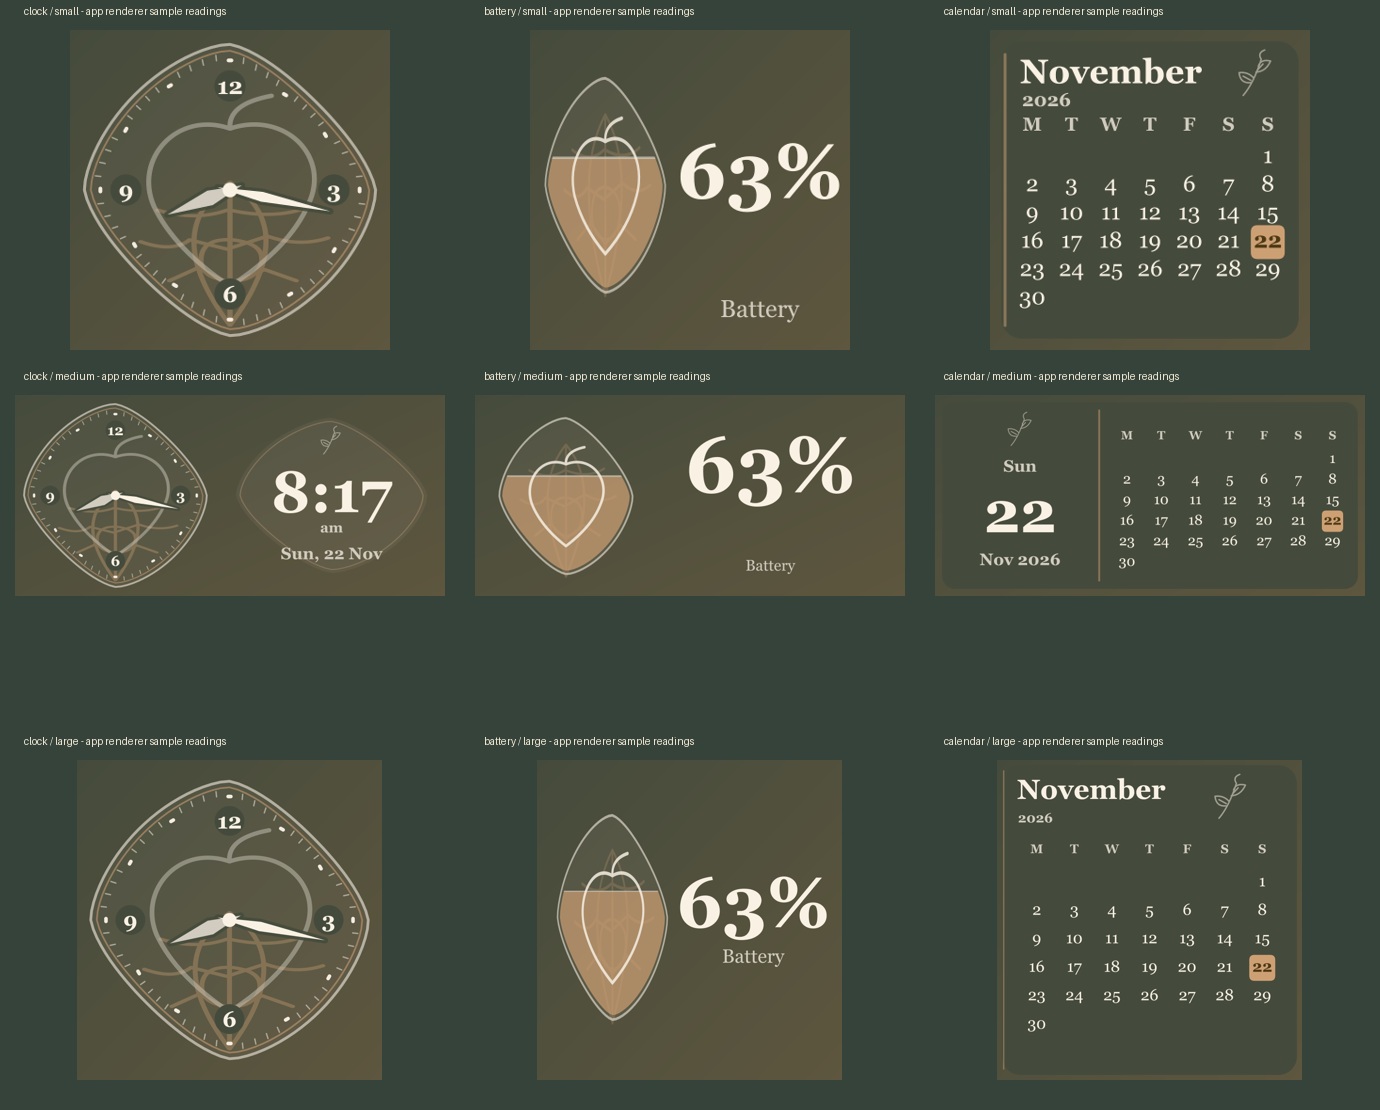 clock / small - app renderer sample readings
12
9
3
6
battery / small - app renderer sample readings
63%
Battery
calendar / small - app renderer sample readings
November
2026
M T W T F S S
1
2 3 4 5 6 7 8
9 10 11 12 13 14 15
16 17 18 19 20 21 22
23 24 25 26 27 28 29
30
clock / medium - app renderer sample readings
12
9
3
6
8:17
am
Sun, 22 Nov
battery / medium - app renderer sample readings
63%
Battery
calendar / medium - app renderer sample readings
Sun
22
Nov 2026
M T W T F S S
1
2 3 4 5 6 7 8
9 10 11 12 13 14 15
16 17 18 19 20 21 22
23 24 25 26 27 28 29
30
clock / large - app renderer sample readings
12
9
3
6
battery / large - app renderer sample readings
63%
Battery
calendar / large - app renderer sample readings
November
2026
M T W T F S S
1
2 3 4 5 6 7 8
9 10 11 12 13 14 15
16 17 18 19 20 21 22
23 24 25 26 27 28 29
30